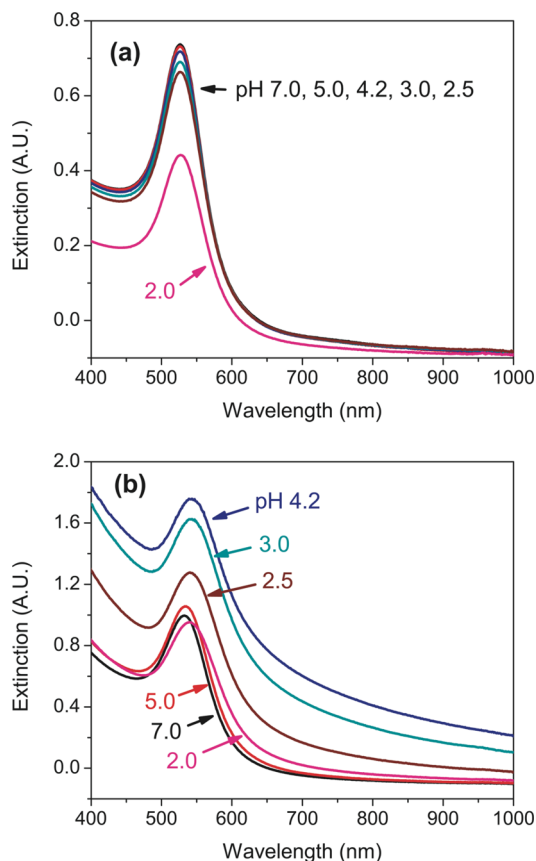 (a)
pH 7.0, 5.0, 4.2, 3.0, 2.5
2.0
Extinction (A.U.)
0.8
0.6
0.4
0.2
0.0
400 500 600 700 800 900 1000
Wavelength (nm)
(b)
pH 4.2
3.0
2.5
5.0
7.0
2.0
Extinction (A.U.)
2.0
1.6
1.2
0.8
0.4
0.0
400 500 600 700 800 900 1000
Wavelength (nm)